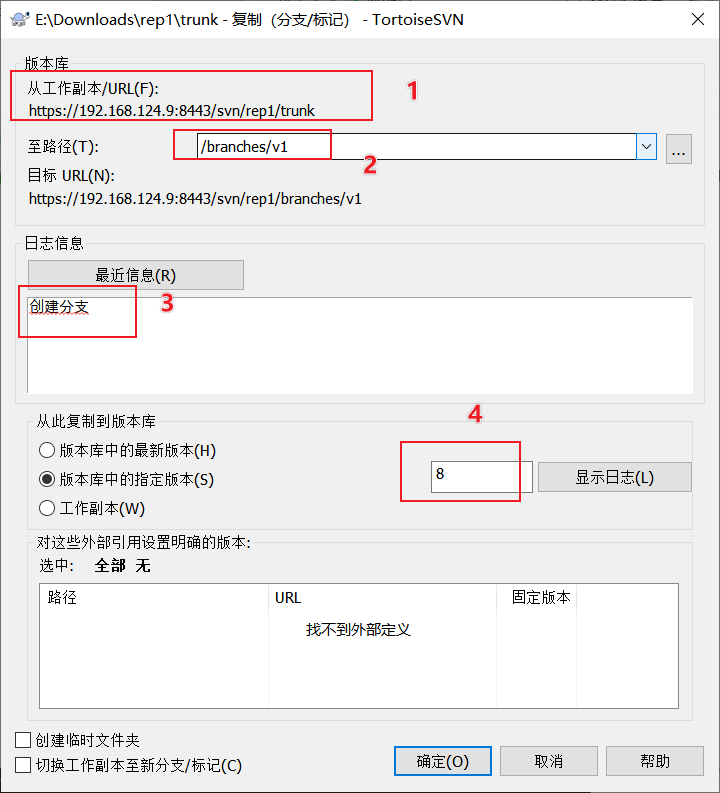 E:\Downloads\rep1\trunk - 复制（分支/标记） - TortoiseSVN
版本库
从工作副本/URL(F):
1
https://192.168.124.9:8443/svn/rep1/trunk
至路径(T):
/branches/v1
...
2
目标 URL(N):
https://192.168.124.9:8443/svn/rep1/branches/v1
日志信息
最近信息(R)
创建分支
3
从此复制到版本库
4
版本库中的最新版本(H)
版本库中的指定版本(S)
8
显示日志(L)
工作副本(W)
对这些外部引用设置明确的版本:
选中: 全部 无
路径 URL 固定版本
找不到外部定义
创建临时文件夹
切换工作副本至新分支/标记(C)
确定(O) 取消 帮助